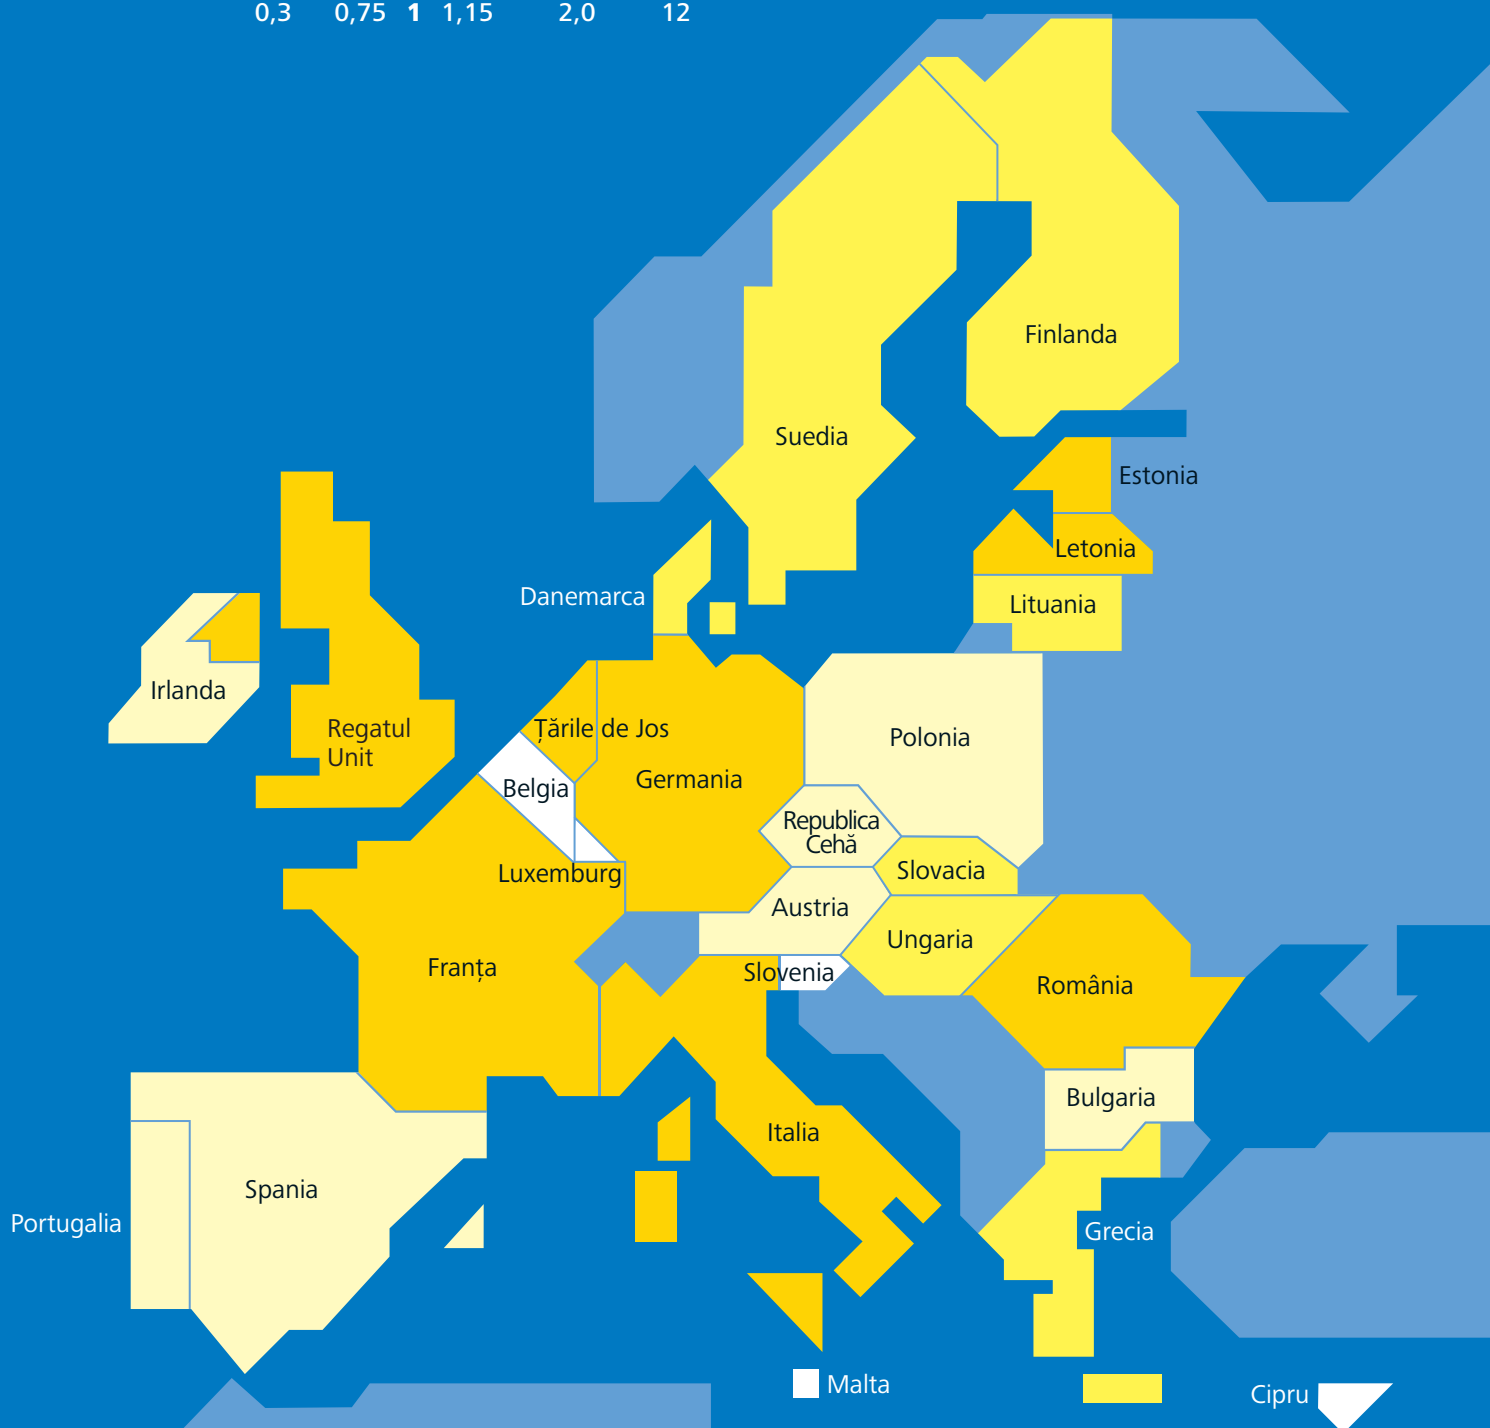 0,3 0,75 1 1,15 2,0 12
Finlanda
Suedia
Estonia
Letonia
Danemarca
Lituania
Irlanda
Regatul
Unit
Țările de Jos
Polonia
Belgia
Germania
Republica
Cehă
Luxemburg
Slovacia
Austria
Ungaria
Franța
Slovenia
România
Bulgaria
Italia
Spania
Portugalia
Grecia
Malta
Cipru